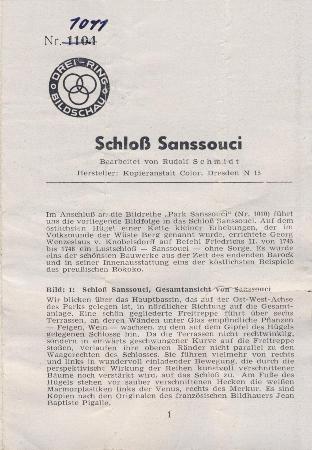 1011
Nr. 1104
DREI-RING
BILDSCHAU
Schloß Sanssouci
Bearbeitet von Rudolf Schmidt
Hersteller: Kopieranstalt Color, Dresden N 15
Im Anschluß an die Bildreihe „Park Sanssouci" (Nr. 1010) führt
uns die vorliegende Bildfolge in das Schloß Sanssouci. Auf dem
östlichsten Hügel einer Kette kleiner Erhebungen, der im
Volksmunde der Wüste Berg genannt wurde, errichtete Georg
Wenzeslaus v. Knobelsdorff auf Befehl Friedrichs II. von 1745
bis 1748 ein Lustschloß — Sanssouci — ohne Sorge. Es wurde
eins der schönsten Bauwerke aus der Zeit des endenden Barock
und in seiner Innenausstattung eins der köstlichsten Beispiele
des preußischen Rokoko.
Bild: 1: Schloß Sanssouci, Gesamtansicht von Sanssouci
Wir blicken über das Hauptbassin, das auf der Ost-West-Achse
des Parks gelegen ist, in nördlicher Richtung auf die Gesamt-
anlage. Eine schön gegliederte Freitreppe führt über sechs
Terrassen, an deren Wänden unter Glas empfindliche Pflanzen
— Feigen, Wein — wachsen, zu dem auf dem Gipfel des Hügels
gelegenen Schlosse hin. Da die Terrassen nicht rechtwinklig,
sondern in einwärts geschwungener Kurve auf die Freitreppe
stoßen, verlaufen ihre oberen Ränder nicht parallel zu den
Waagerechten des Schlosses. Sie führen vielmehr von rechts
und links in wundervoll einladender Bewegung, die durch die
perspektivische Wirkung der Reihen kunstvoll verschnittener
Bäume noch verstärkt wird, auf das Schloß zu. Am Fuße des
Hügels stehen vor sauber verschnittenen Hecken die weißen
Marmorplastiken links der Venus, rechts des Merkur. Es sind
Kopien nach den Originalen des französischen Bildhauers Jean
Baptiste Pigalle.
1